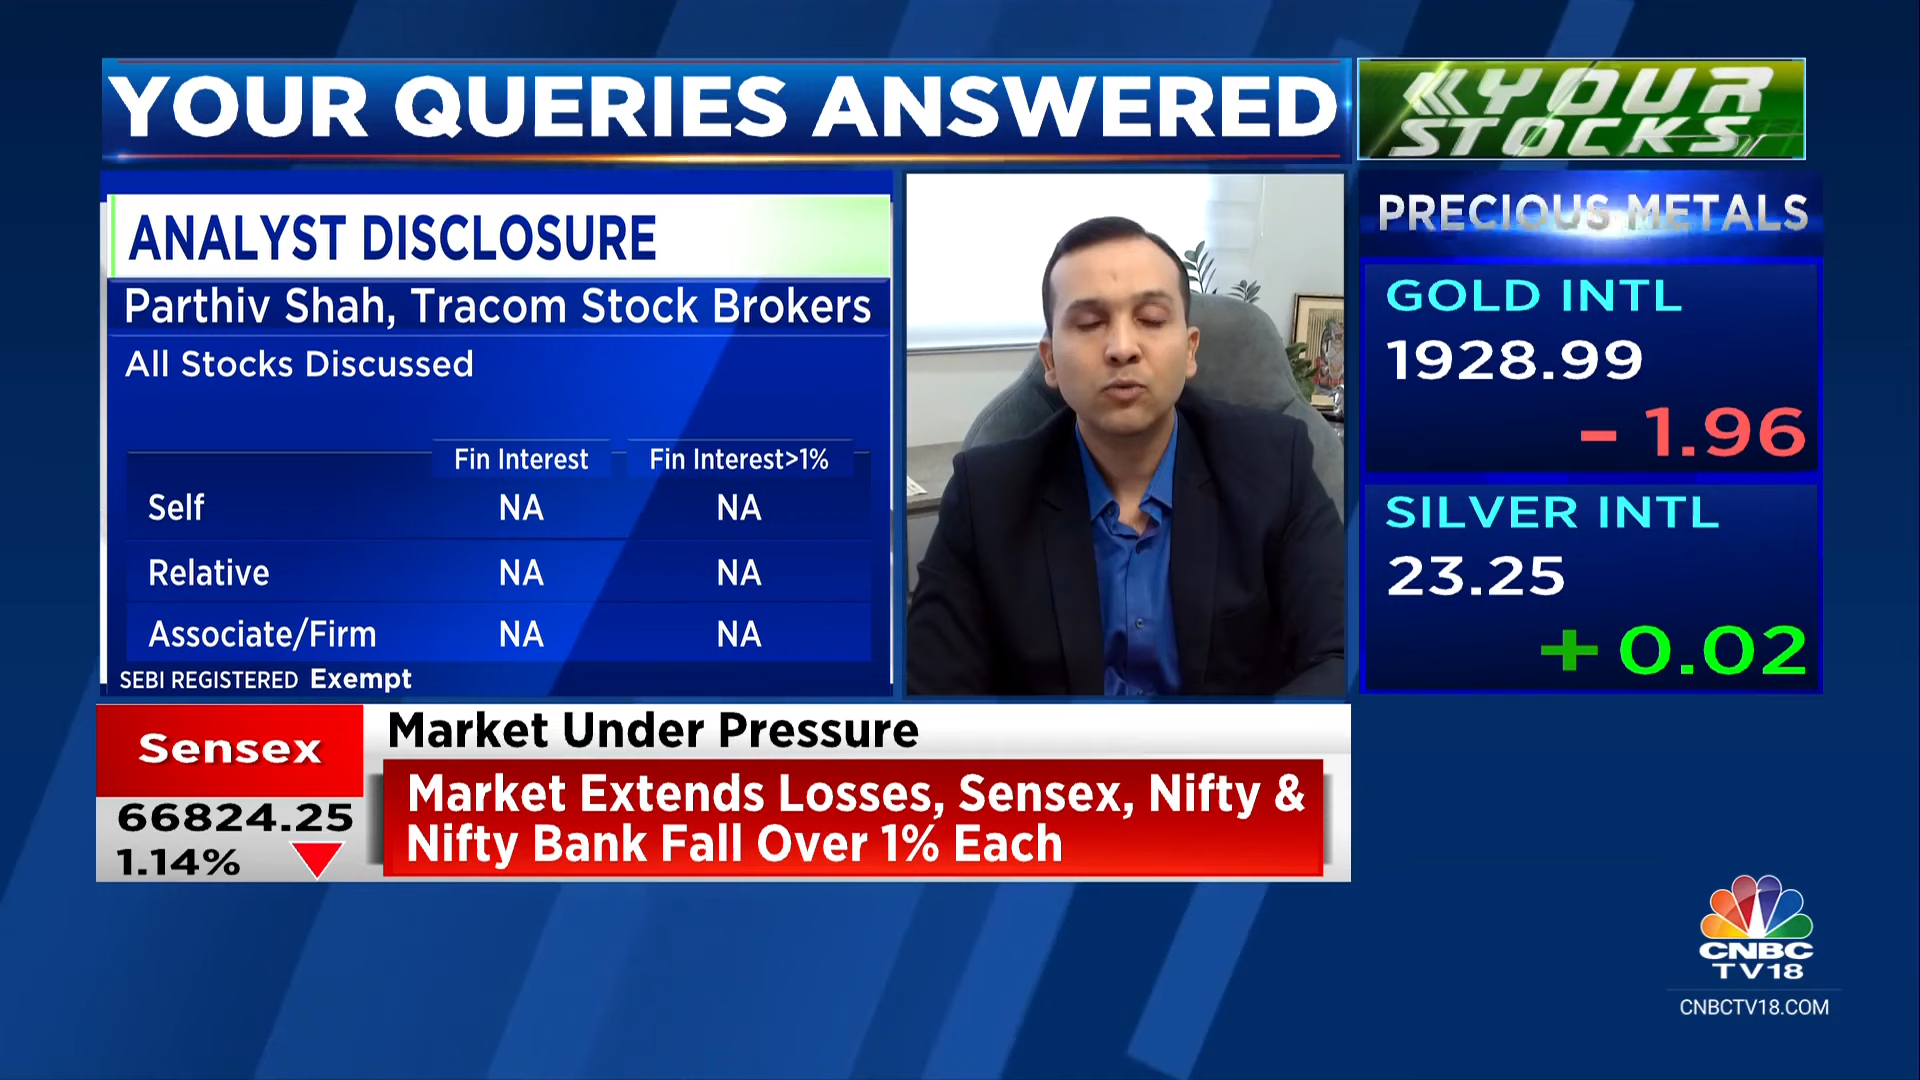 YOUR QUERIES ANSWERED
YOUR
STOCKS
ANALYST DISCLOSURE
Parthiv Shah, Tracom Stock Brokers
All Stocks Discussed
Fin Interest Fin Interest>1%
Self NA NA
Relative NA NA
Associate/Firm NA NA
SEBI REGISTERED Exempt
PRECIOUS METALS
GOLD INTL
1928.99
- 1.96
SILVER INTL
23.25
+ 0.02
Sensex
66824.25
1.14%
Market Under Pressure
Market Extends Losses, Sensex, Nifty &
Nifty Bank Fall Over 1% Each
CNBC
TV18
CNBCTV18.COM